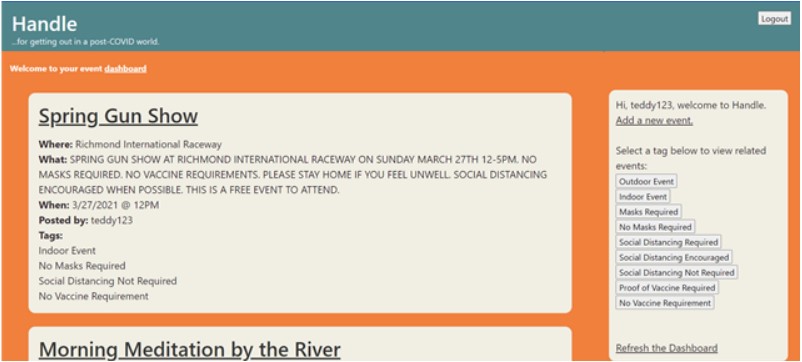 Handle
...for getting out in a post-COVID world.
Logout
Welcome to your event dashboard
Spring Gun Show
Where: Richmond International Raceway
What: SPRING GUN SHOW AT RICHMOND INTERNATIONAL RACEWAY ON SUNDAY MARCH 27TH 12-5PM. NO
MASKS REQUIRED. NO VACCINE REQUIREMENTS. PLEASE STAY HOME IF YOU FEEL UNWELL. SOCIAL DISTANCING
ENCOURAGED WHEN POSSIBLE. THIS IS A FREE EVENT TO ATTEND.
When: 3/27/2021 @ 12PM
Posted by: teddy123
Tags:
Indoor Event
No Masks Required
Social Distancing Not Required
No Vaccine Requirement
Morning Meditation by the River
Hi, teddy123, welcome to Handle.
Add a new event.
Select a tag below to view related
events:
Outdoor Event
Indoor Event
Masks Required
No Masks Required
Social Distancing Required
Social Distancing Encouraged
Social Distancing Not Required
Proof of Vaccine Required
No Vaccine Requirement
Refresh the Dashboard